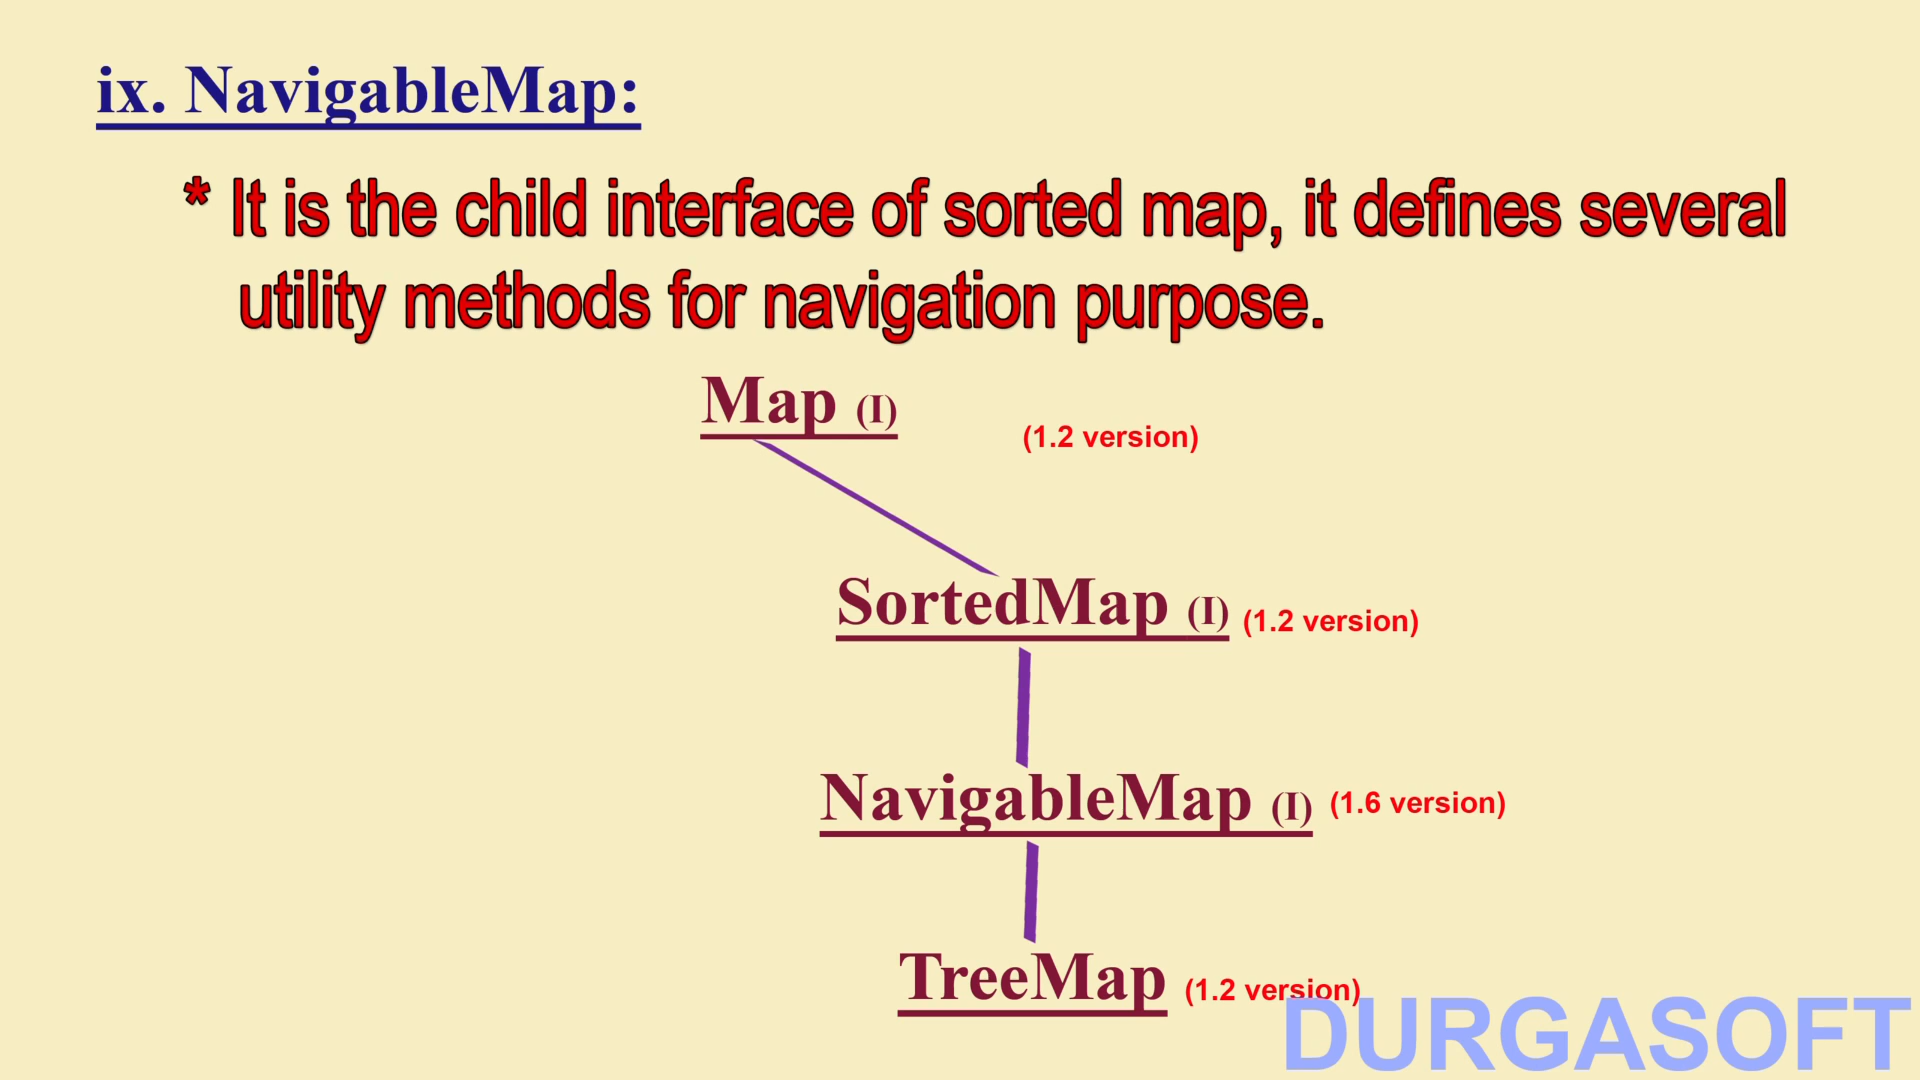 ix. NavigableMap:
* It is the child interface of sorted map, it defines several
utility methods for navigation purpose.
Map (I)
(1.2 version)
SortedMap (I) (1.2 version)
NavigableMap (I) (1.6 version)
TreeMap (1.2 version)
DURGASOFT